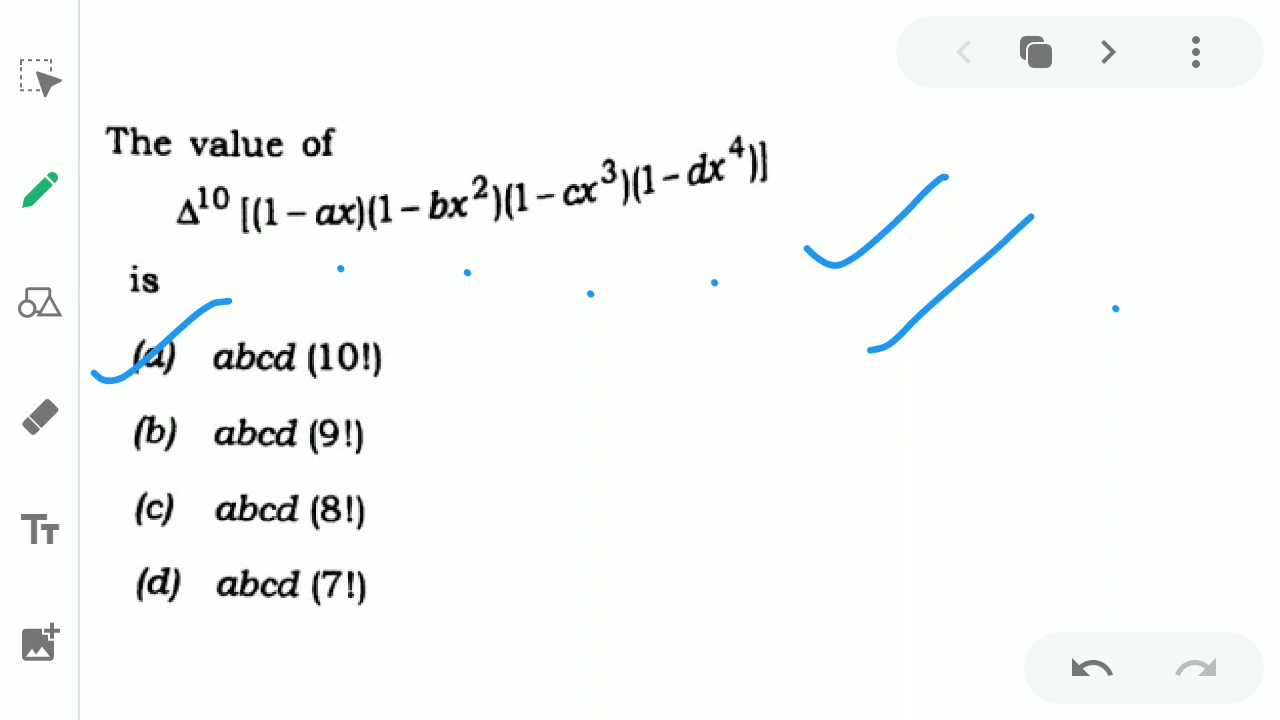 The value of
Δ¹⁰ [(1 – ax)(1 – bx²)(1 – cx³)(1 – dx⁴)]
is
(a) abcd (10!)
(b) abcd (9!)
(c) abcd (8!)
(d) abcd (7!)
Tт